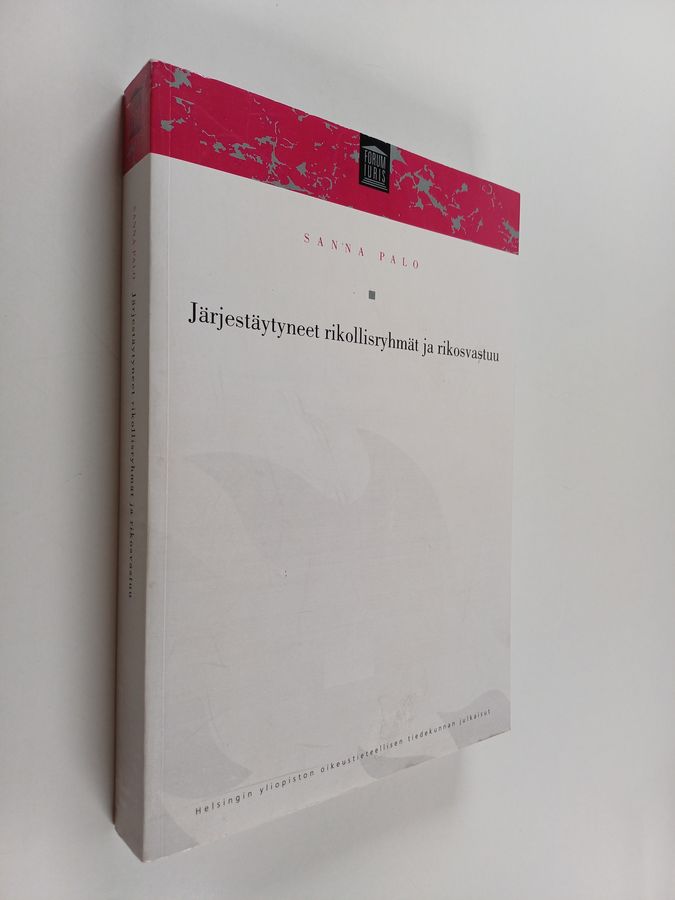 FORUM
IURIS
SANNA PALO
Järjestäytyneet rikollisryhmät ja rikosvastuu
Helsingin yliopiston oikeustieteellisen tiedekunnan julkaisut
SANNA PALO Järjestäytyneet rikollisryhmät ja rikosvastuu